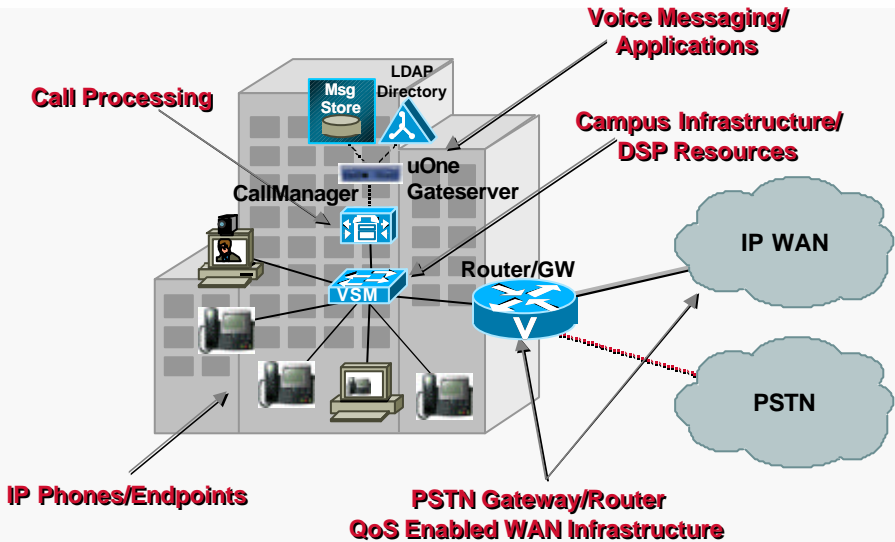 Voice Messaging/
Applications
LDAP
Directory
Msg
Store
Call Processing
Campus Infrastructure/
DSP Resources
uOne
Gateserver
CallManager
IP WAN
Router/GW
VSM
V
PSTN
IP Phones/Endpoints
PSTN Gateway/Router
QoS Enabled WAN Infrastructure